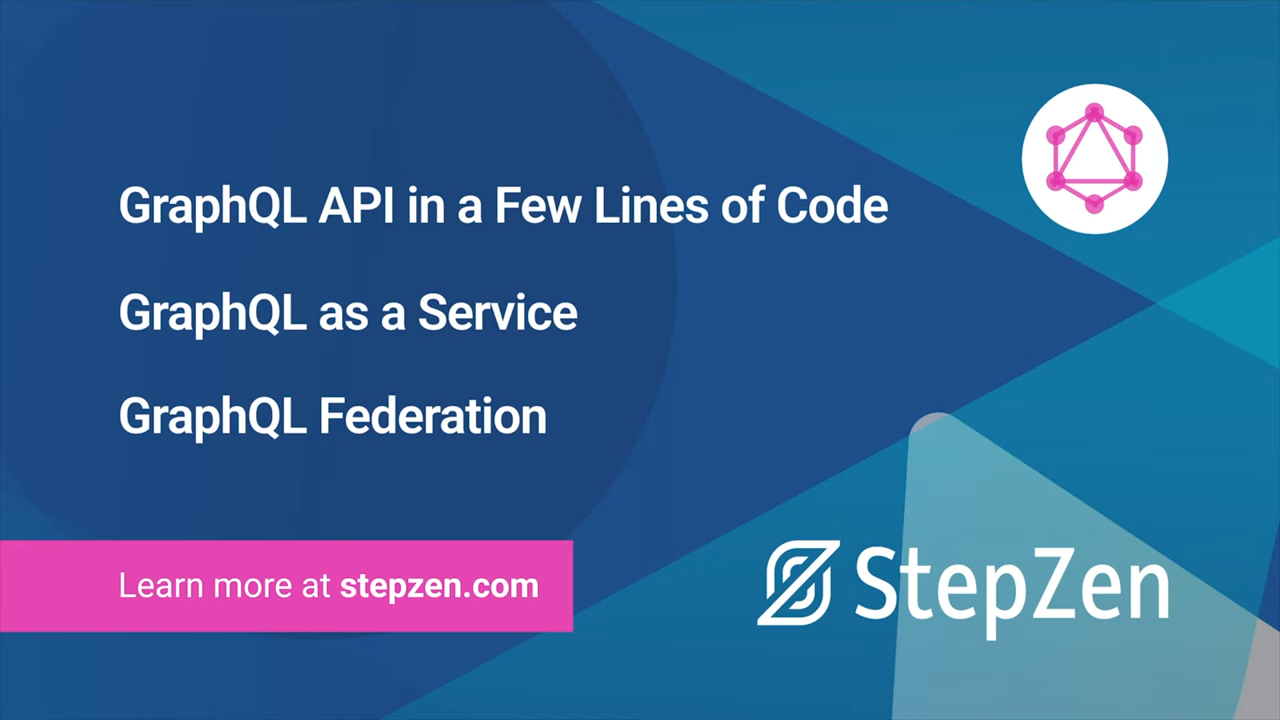 GraphQL API in a Few Lines of Code
GraphQL as a Service
GraphQL Federation
Learn more at stepzen.com
StepZen